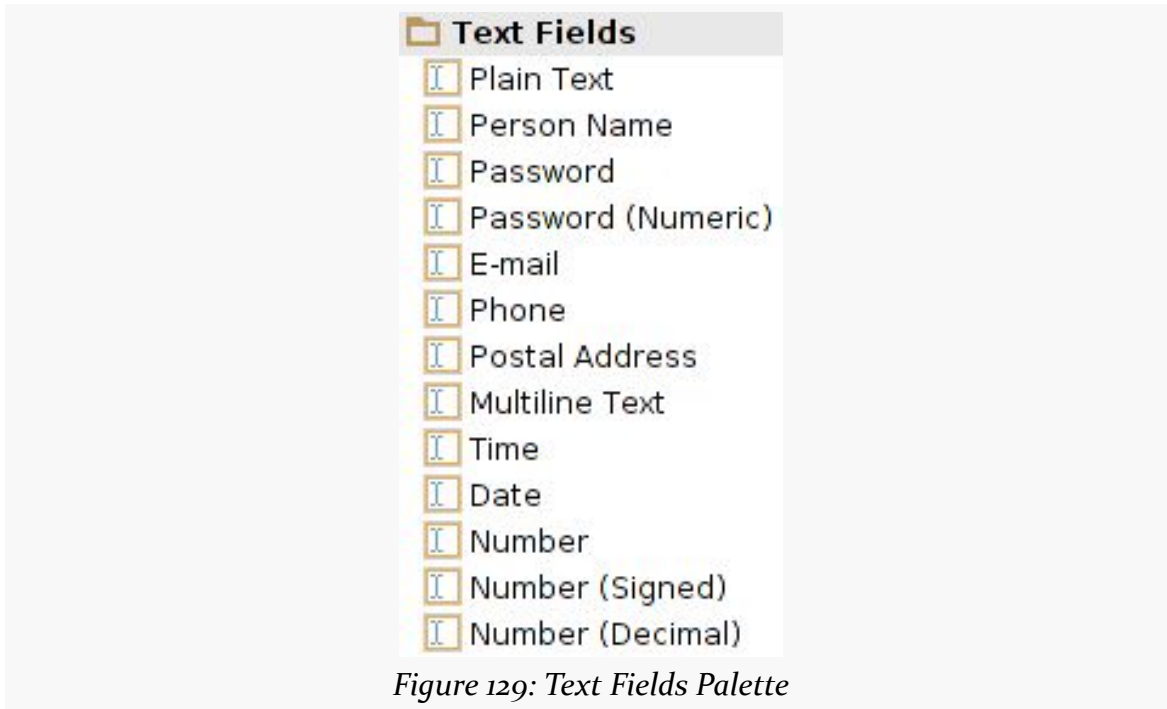 Text Fields
Plain Text
Person Name
Password
Password (Numeric)
E-mail
Phone
Postal Address
Multiline Text
Time
Date
Number
Number (Signed)
Number (Decimal)
Figure 129: Text Fields Palette